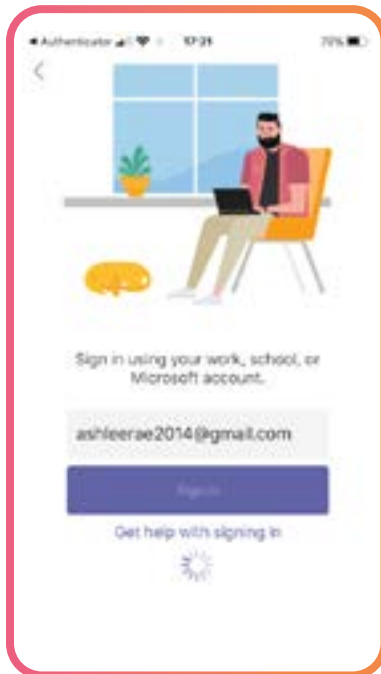 Authenticator 17:21
Sign in using your work, school, or
Microsoft account.
ashleerae2014@gmail.com
Sign in
Get help with signing in